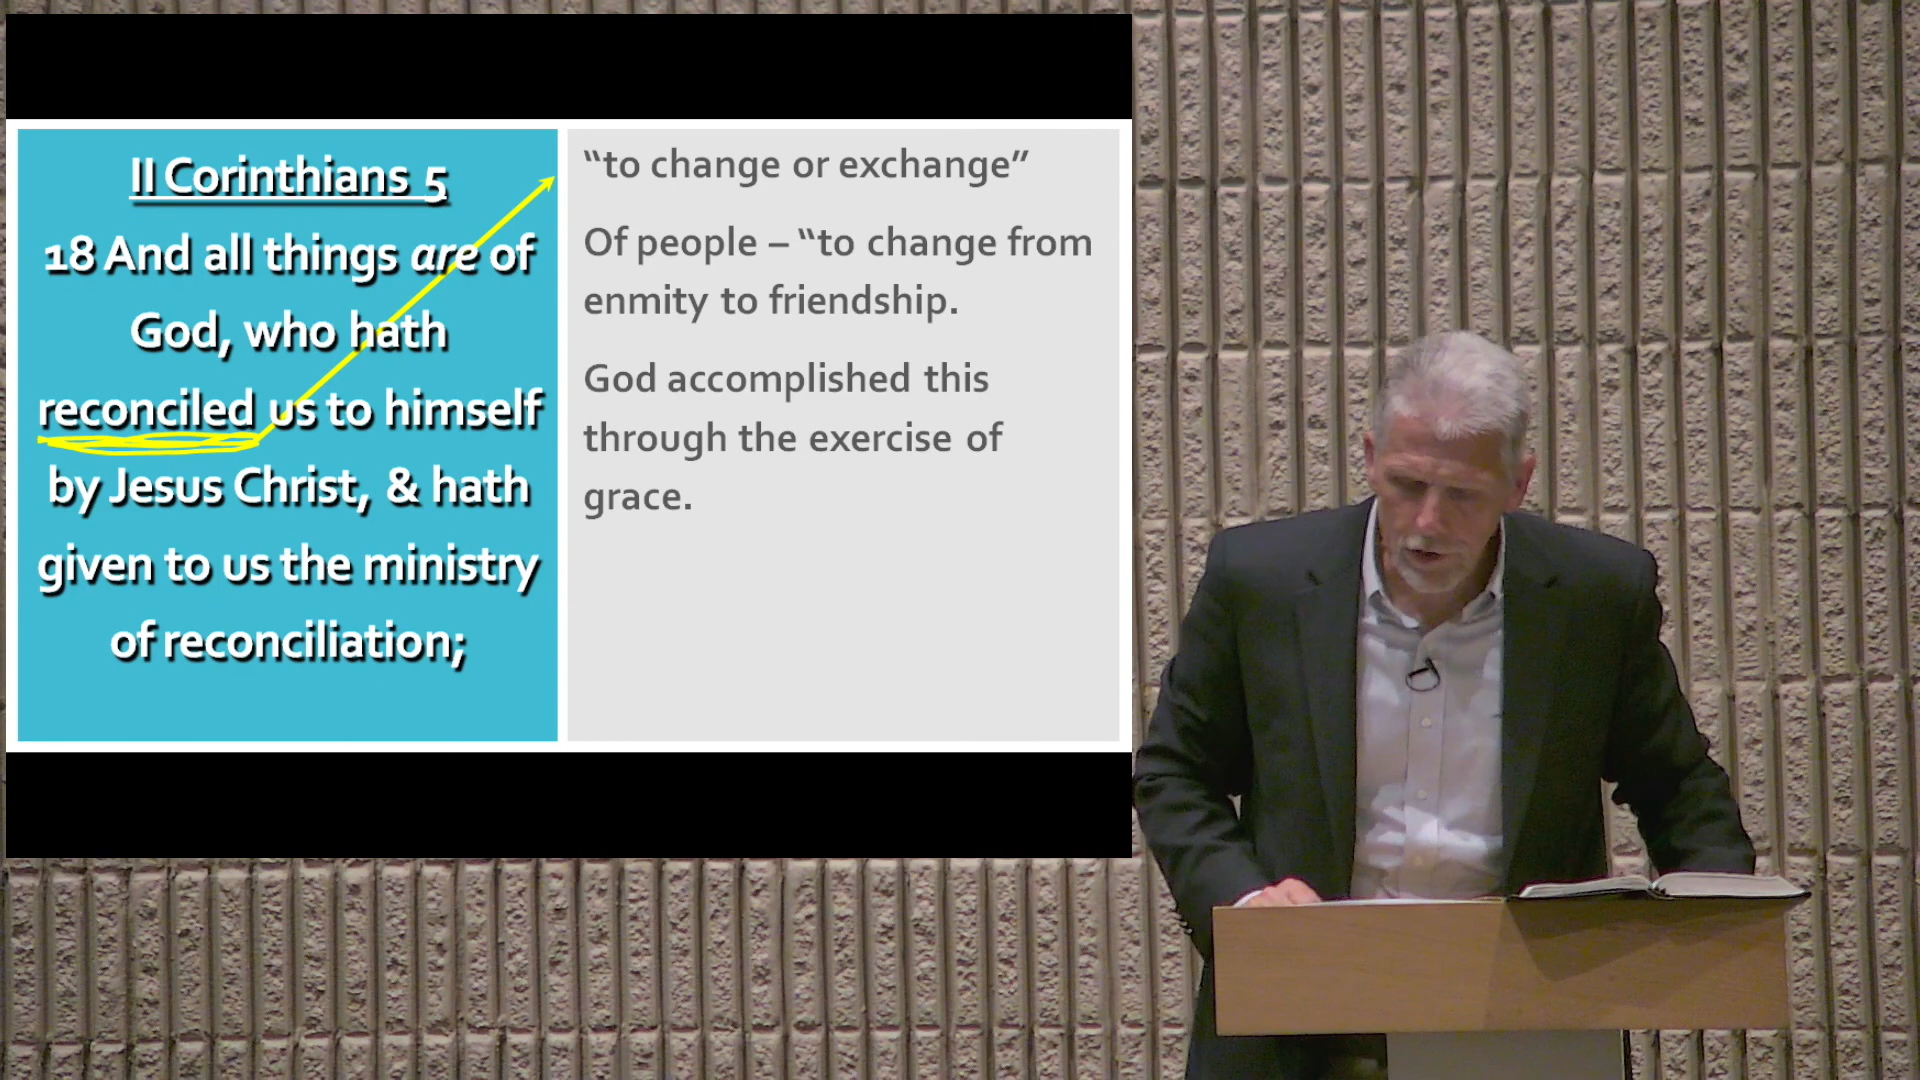 II Corinthians 5
18 And all things are of
God, who hath
reconciled us to himself
by Jesus Christ, & hath
given to us the ministry
of reconciliation;
“to change or exchange”
Of people – “to change from
enmity to friendship.
God accomplished this
through the exercise of
grace.